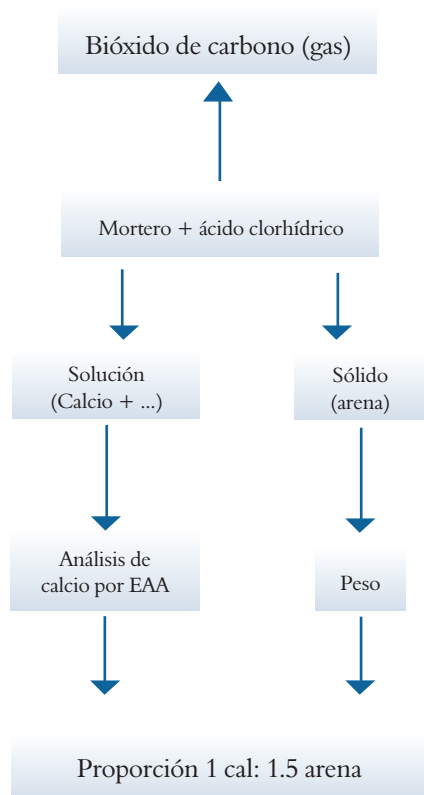 Bióxido de carbono (gas)
Mortero + ácido clorhídrico
Solución
(Calcio + ...)
Sólido
(arena)
Análisis de
calcio por EAA
Peso
Proporción 1 cal: 1.5 arena